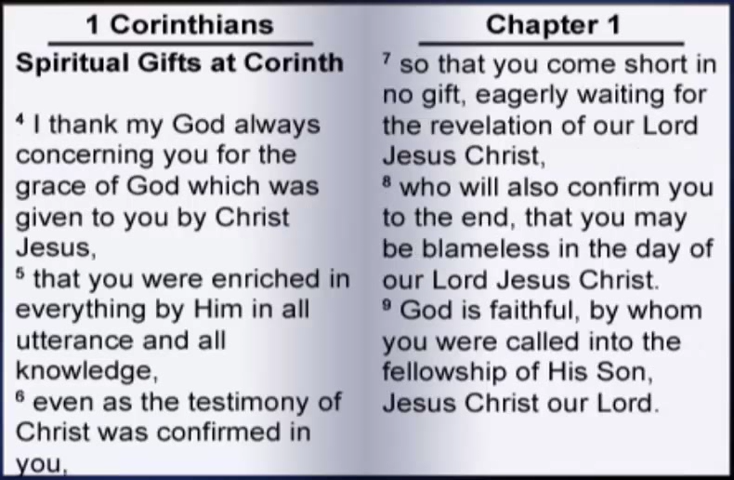 1 Corinthians
Spiritual Gifts at Corinth
⁴ I thank my God always
concerning you for the
grace of God which was
given to you by Christ
Jesus,
⁵ that you were enriched in
everything by Him in all
utterance and all
knowledge,
⁶ even as the testimony of
Christ was confirmed in
you,
Chapter 1
⁷ so that you come short in
no gift, eagerly waiting for
the revelation of our Lord
Jesus Christ,
⁸ who will also confirm you
to the end, that you may
be blameless in the day of
our Lord Jesus Christ.
⁹ God is faithful, by whom
you were called into the
fellowship of His Son,
Jesus Christ our Lord.